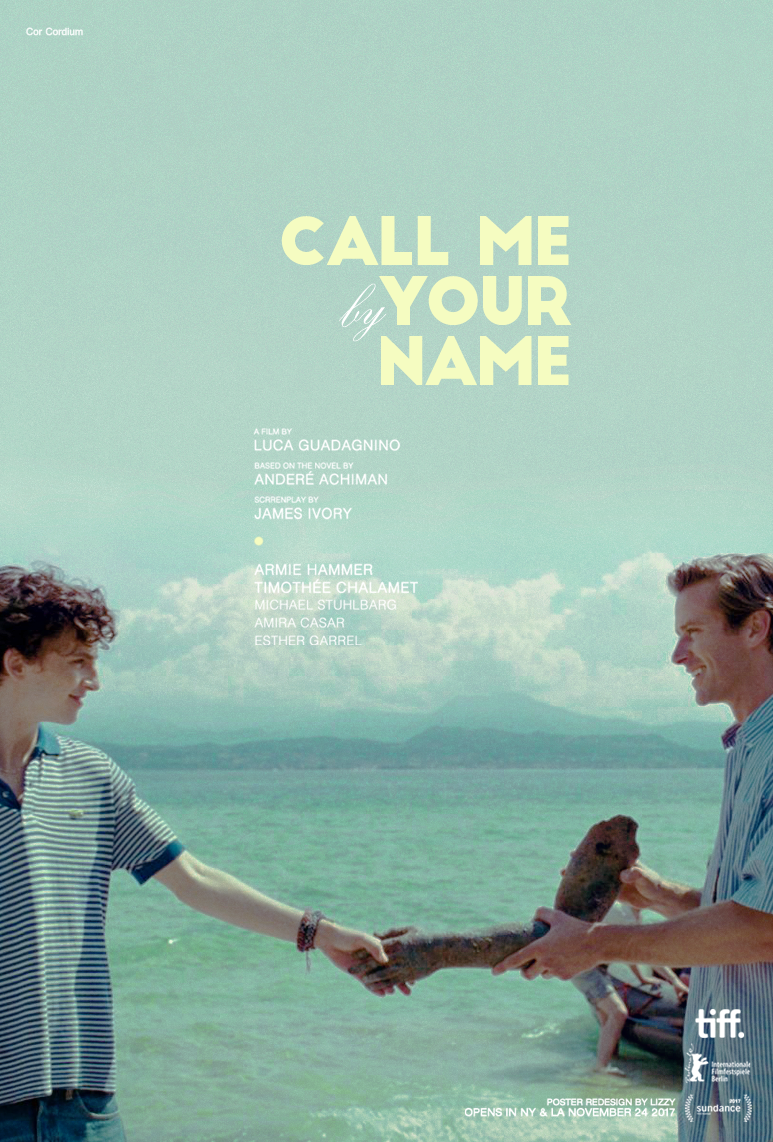 Cor Cordium
CALL ME
by YOUR
NAME
A FILM BY
LUCA GUADAGNINO
BASED ON THE NOVEL BY
ANDERÉ ACHIMAN
SCRRENPLAY BY
JAMES IVORY
ARMIE HAMMER
TIMOTHÉE CHALAMET
MICHAEL STUHLBARG
AMIRA CASAR
ESTHER GARREL
tiff.
Internationale
Filmfestspiele
Berlin
POSTER REDESIGN BY LIZZY
OPENS IN NY & LA NOVEMBER 24 2017
2017
sundance